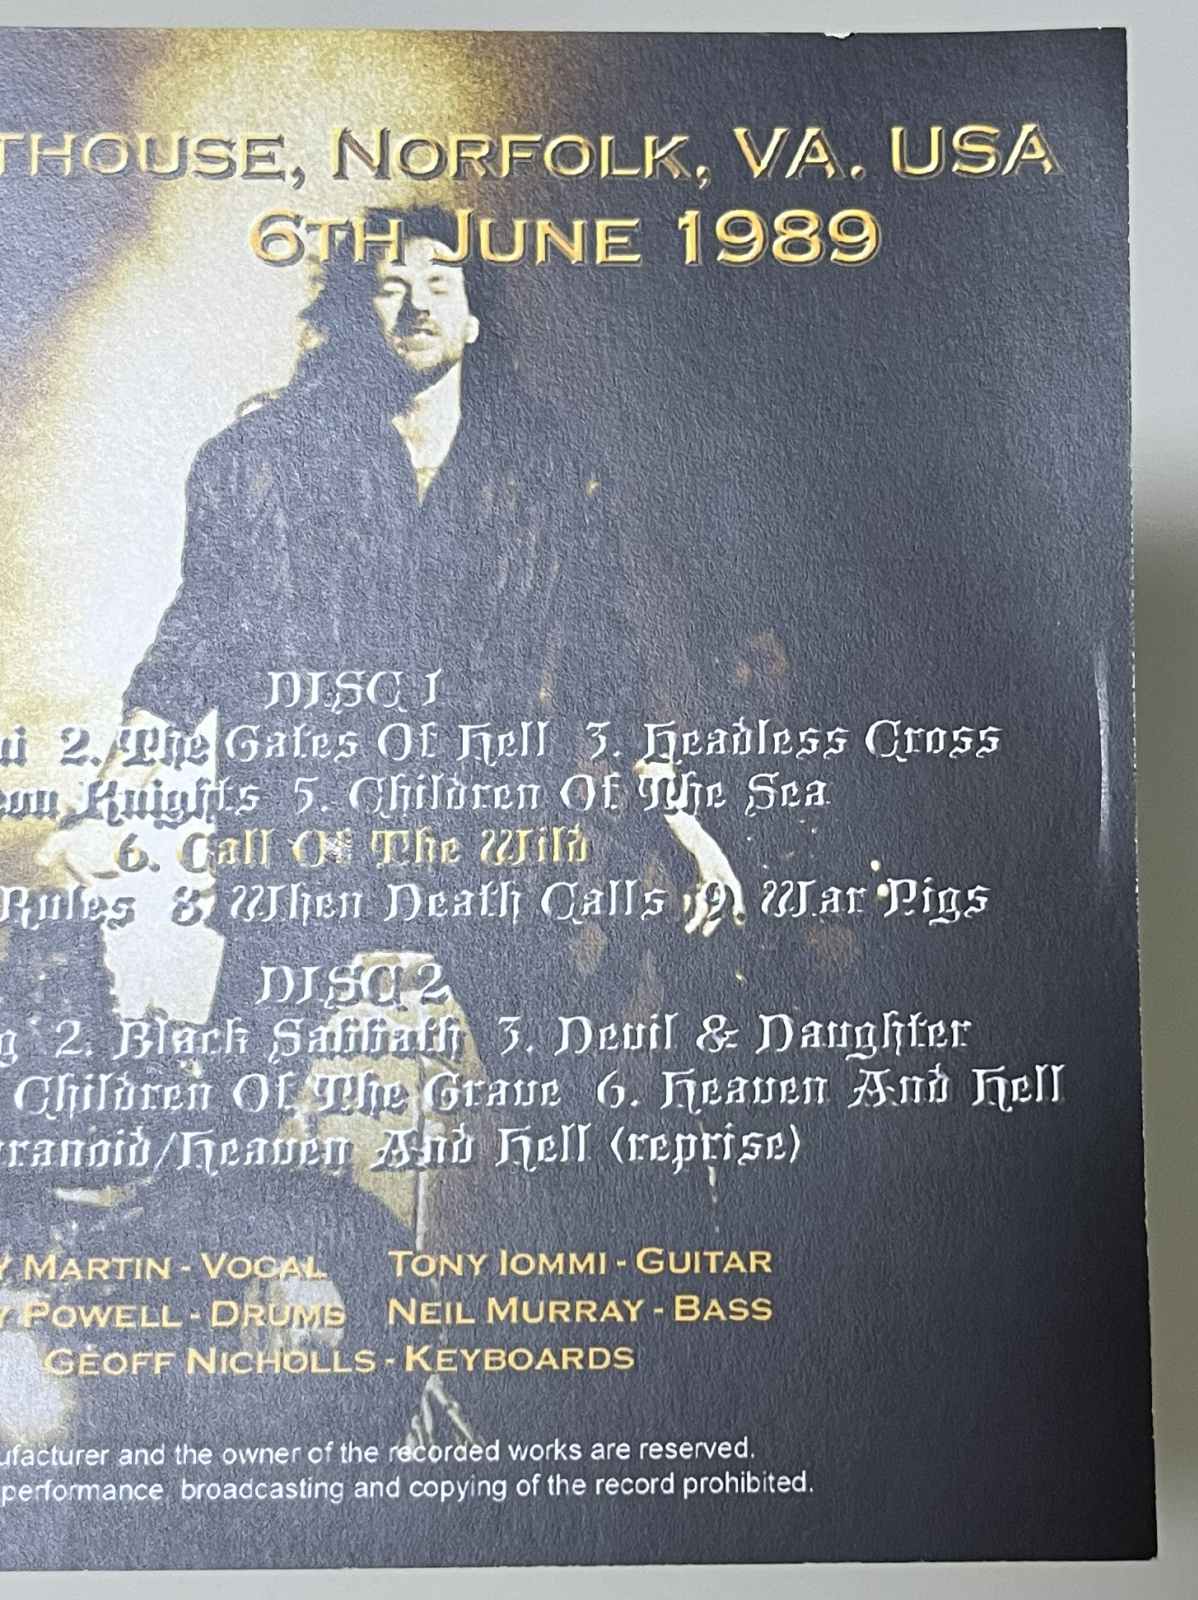 THOUSE, NORFOLK, VA. USA
6TH JUNE 1989
DISC 1
2. The Gates Of Hell 3. Headless Cross
Knights 5. Children Of The Sea
6. Call Of The Wild
Rules 8. When Death Calls 9. War Pigs
DISC 2
2. Black Sabbath 3. Devil & Daughter
Children Of The Grave 6. Heaven And Hell
aranoid/Heaven And Hell (reprise)
Y MARTIN - VOCAL TONY IOMMI - GUITAR
Y POWELL - DRUMS NEIL MURRAY - BASS
GEOFF NICHOLLS - KEYBOARDS
ufacturer and the owner of the recorded works are reserved.
performance broadcasting and copying of the record prohibited.